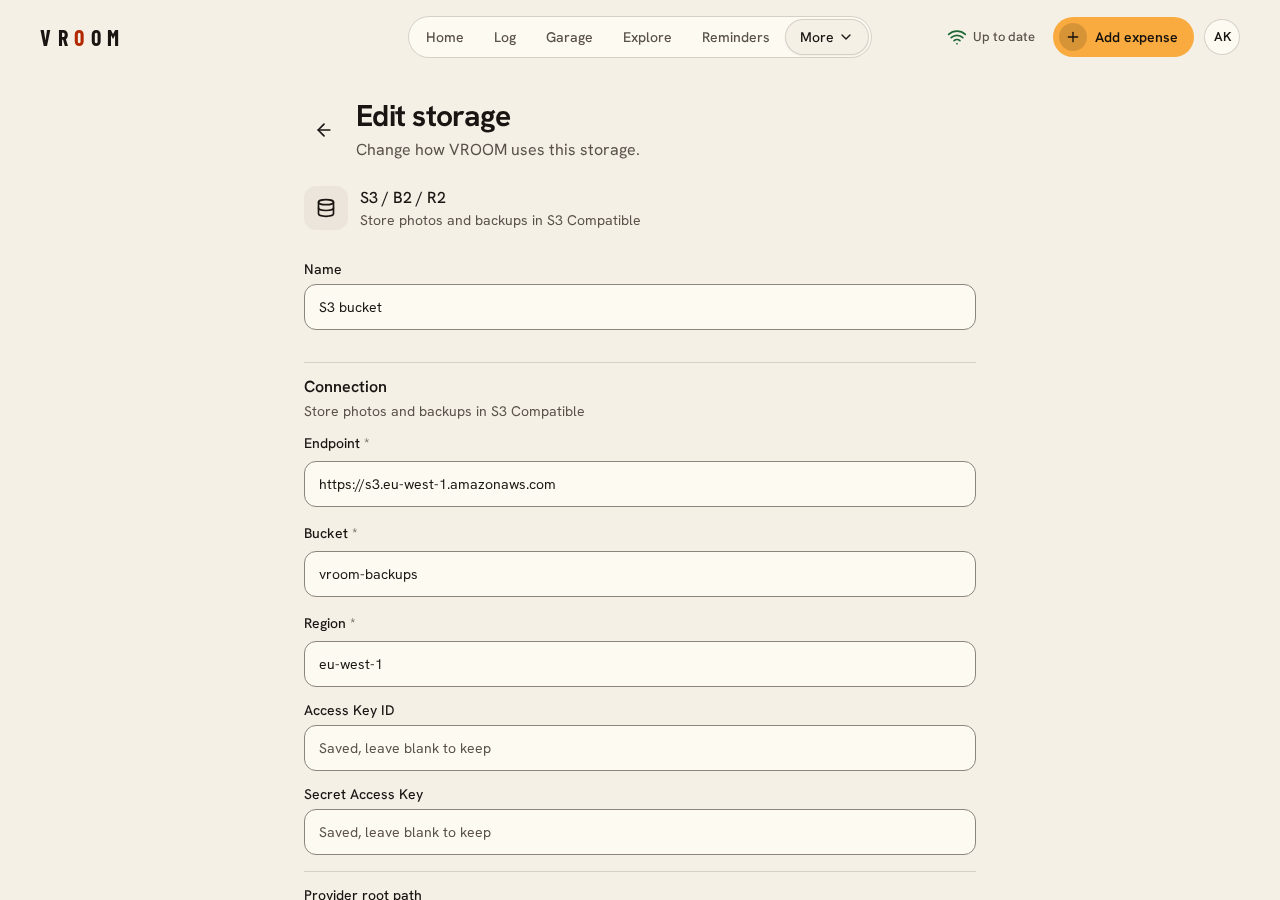 VROOM
Home Log Garage Explore Reminders More
Up to date
Add expense
AK
Edit storage
Change how VROOM uses this storage.
S3 / B2 / R2
Store photos and backups in S3 Compatible
Name
S3 bucket
Connection
Store photos and backups in S3 Compatible
Endpoint *
https://s3.eu-west-1.amazonaws.com
Bucket *
vroom-backups
Region *
eu-west-1
Access Key ID
Saved, leave blank to keep
Secret Access Key
Saved, leave blank to keep
Provider root path